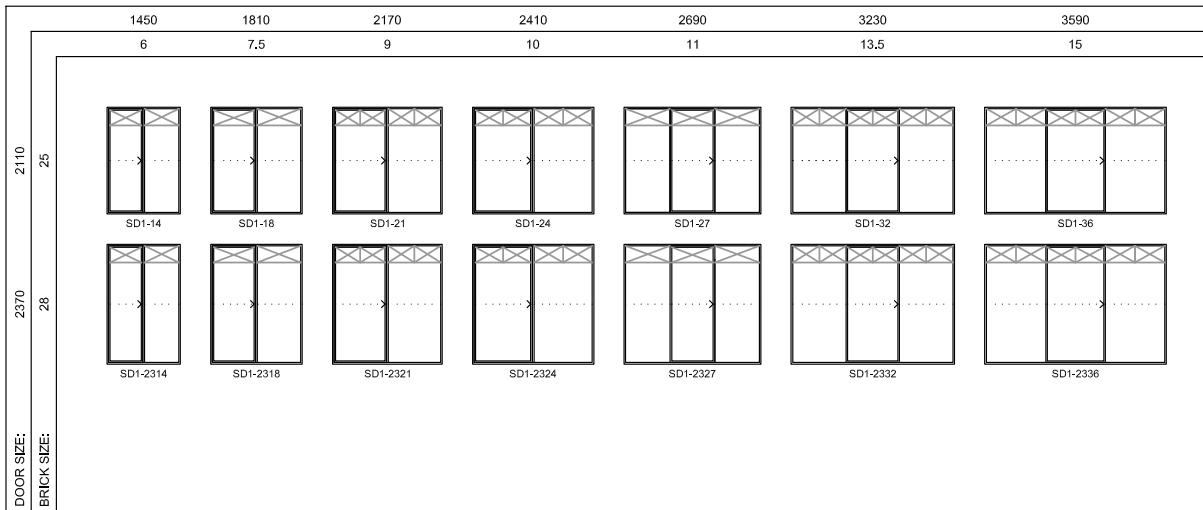 1450 1810 2170 2410 2690 3230 3590
6 7.5 9 10 11 13.5 15
2110 25
SD1-14 SD1-18 SD1-21 SD1-24 SD1-27 SD1-32 SD1-36
2370 28
SD1-2314 SD1-2318 SD1-2321 SD1-2324 SD1-2327 SD1-2332 SD1-2336
DOOR SIZE:
BRICK SIZE: